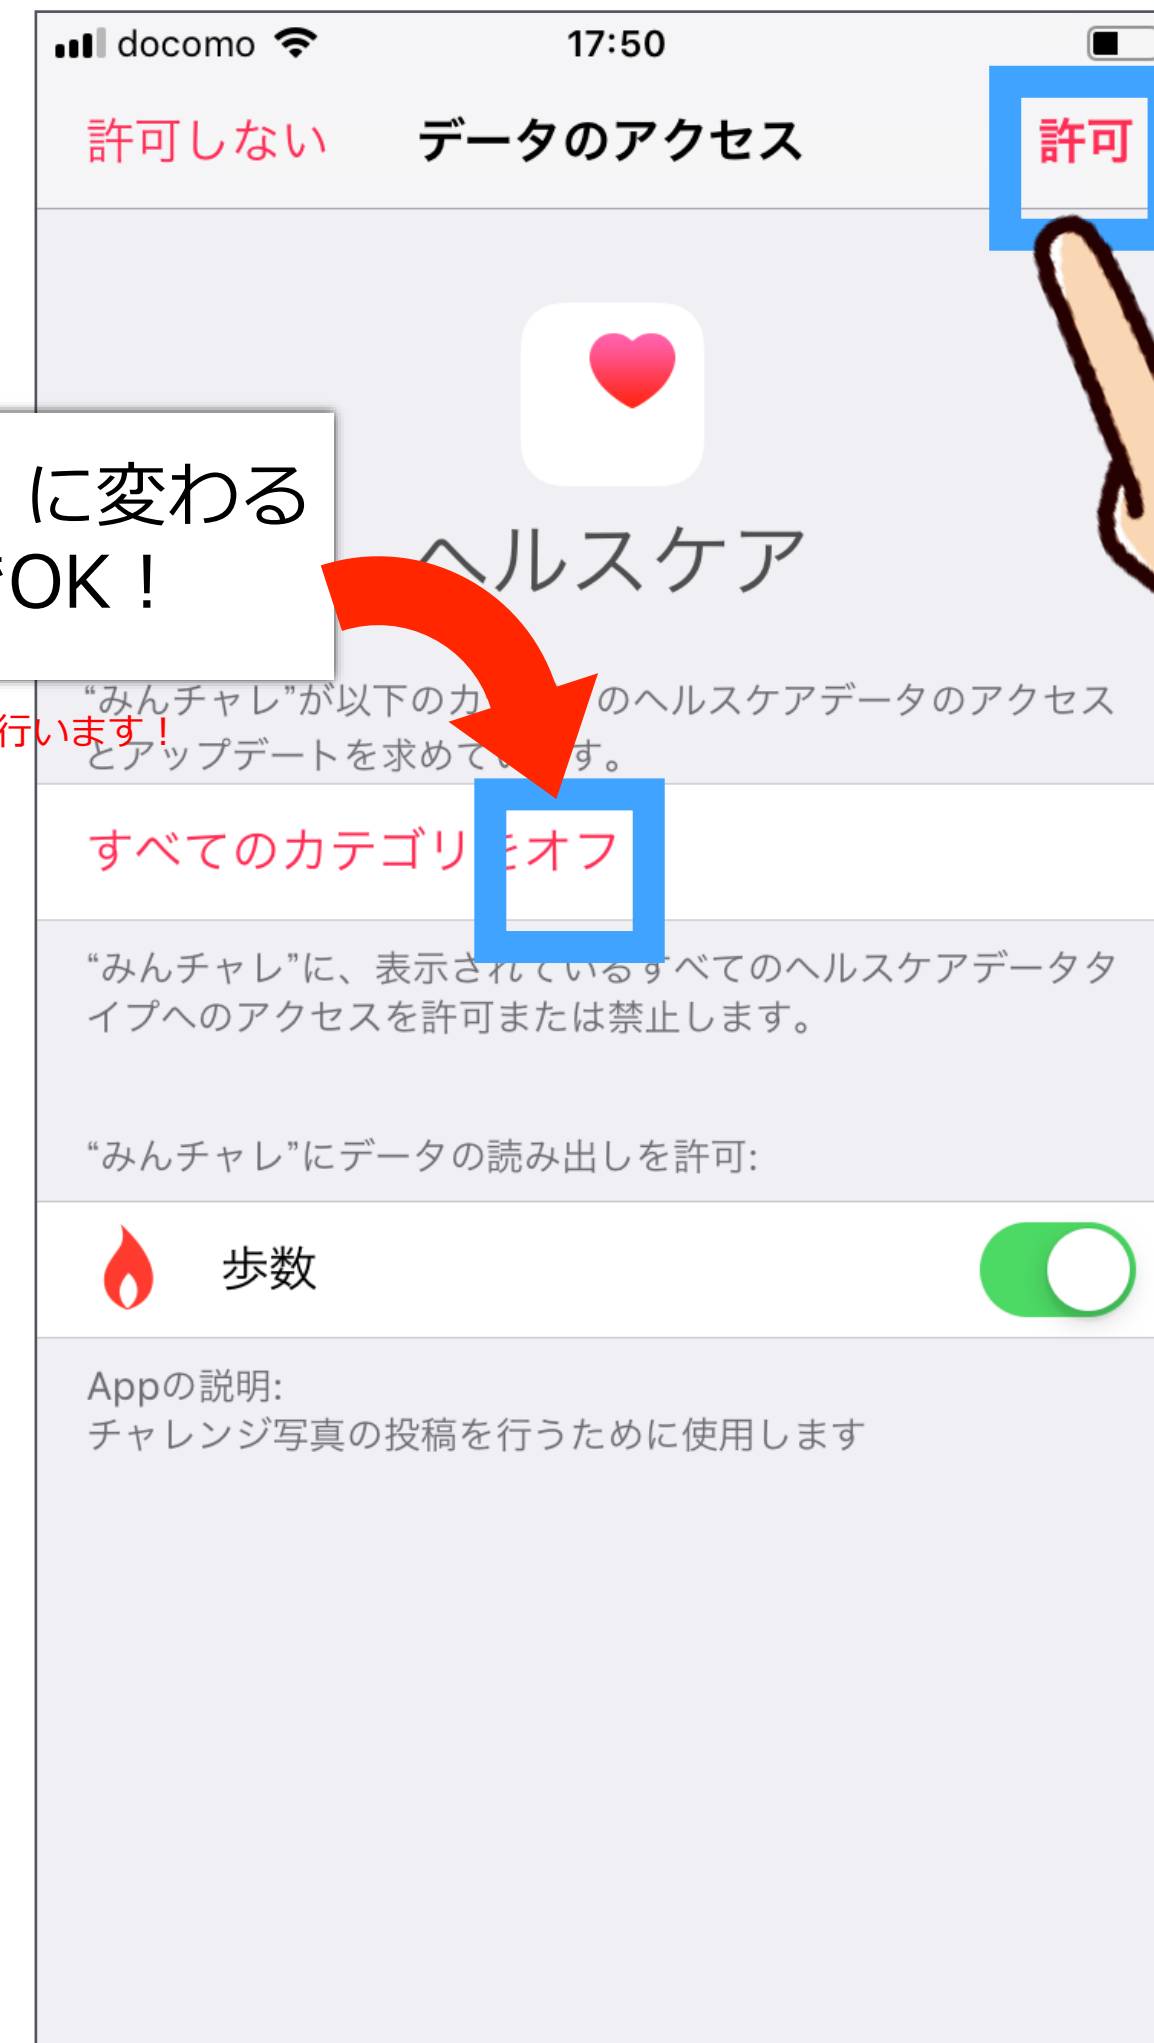 docomo 17:50
許可しない データのアクセス 許可
に変わる
OK！
ヘルスケア
“みんチャレ”が以下のカ のヘルスケアデータのアクセス
行います！
とアップデートを求めて す。
すべてのカテゴリをオフ
“みんチャレ”に、表示されているすべてのヘルスケアデータタ
イプへのアクセスを許可または禁止します。
“みんチャレ”にデータの読み出しを許可:
歩数
Appの説明:
チャレンジ写真の投稿を行うために使用します